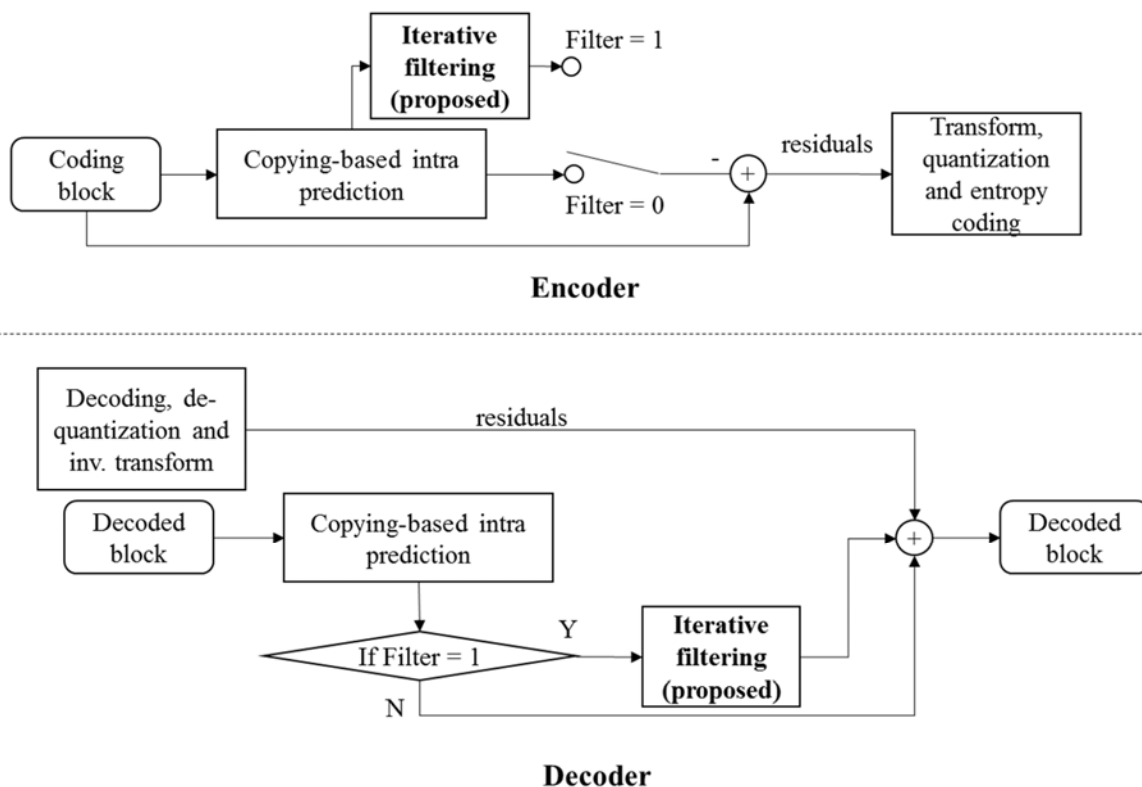 Iterative
filtering
(proposed)
Filter = 1
Coding
block
Copying-based intra
prediction
Filter = 0
-
+
residuals
Transform,
quantization
and entropy
coding
Encoder
Decoding, de-
quantization and
inv. transform
residuals
Decoded
block
Copying-based intra
prediction
+
Decoded
block
If Filter = 1
Y
N
Iterative
filtering
(proposed)
Decoder